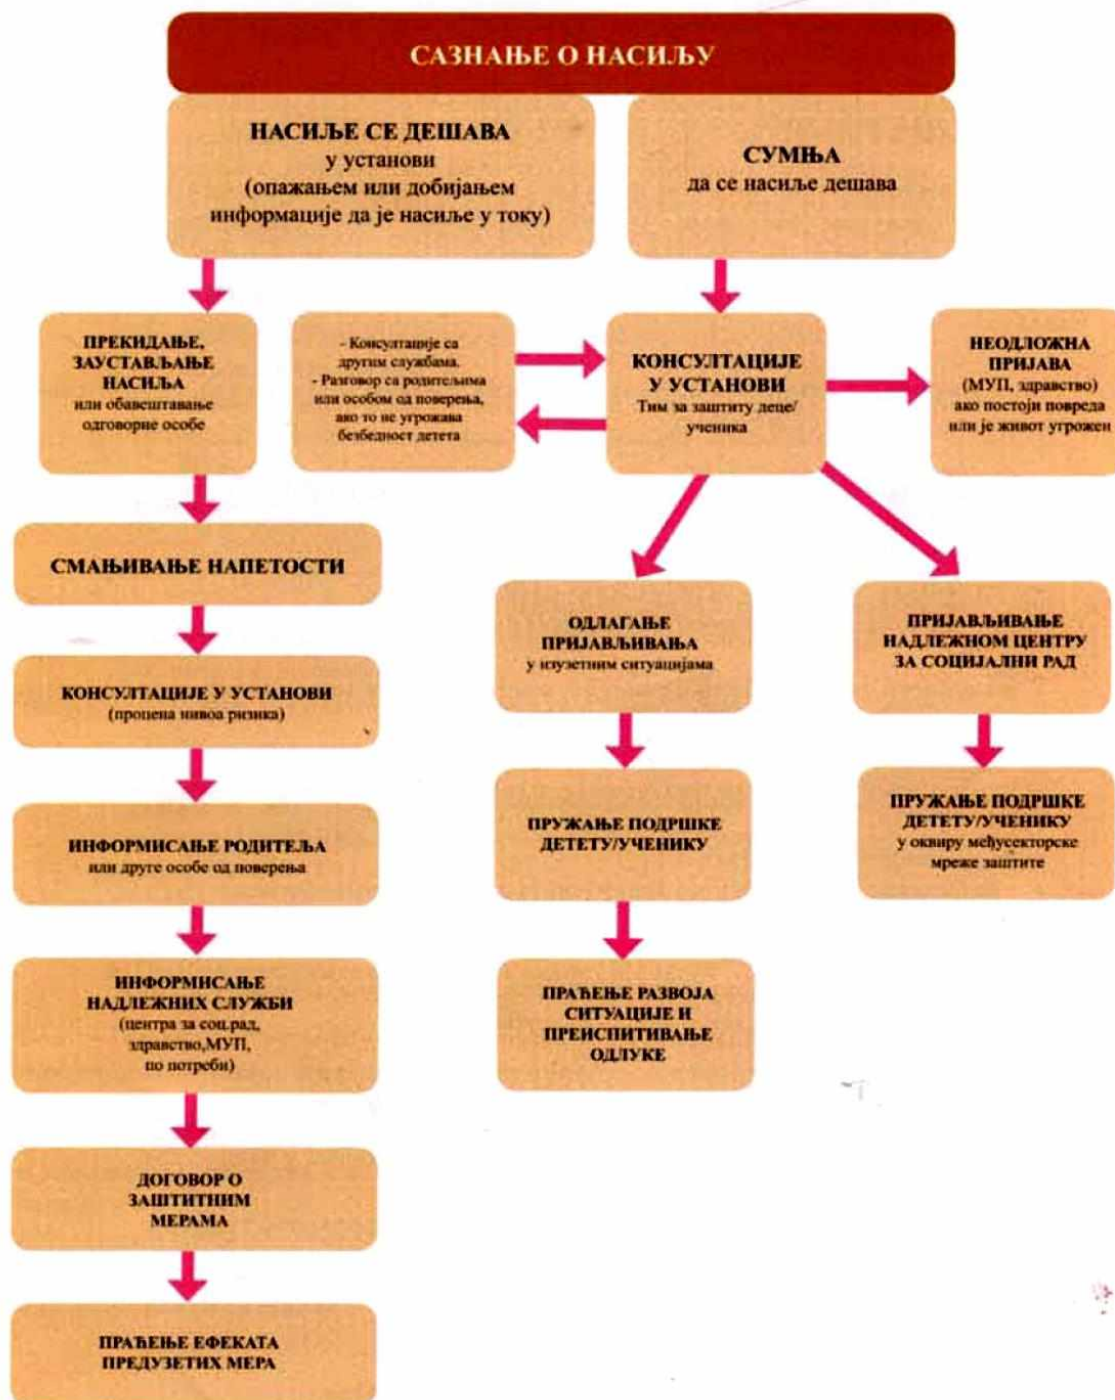 САЗНАЊЕ О НАСИЉУ
НАСИЉЕ СЕ ДЕШАВА
у установи
(опажањем или добијањем
информације да је насиље у току)
СУМЊА
да се насиље дешава
ПРЕКИДАЊЕ,
ЗАУСТАВЉАЊЕ
НАСИЉА
или обавештавање
одговорне особе
- Консултације са
другим службама.
- Разговор са родитељима
или особом од поверења,
ако то не угрожава
безбедност детета
КОНСУЛТАЦИЈЕ
У УСТАНОВИ
Тим за заштиту деце/
ученика
НЕОДЛОЖНА
ПРИЈАВА
(МУП, здравство)
ако постоји повреда
или је живот угрожен
СМАЊИВАЊЕ НАПЕТОСТИ
КОНСУЛТАЦИЈЕ У УСТАНОВИ
(процена нивоа ризика)
ИНФОРМИСАЊЕ РОДИТЕЉА
или друге особе од поверења
ИНФОРМИСАЊЕ
НАДЛЕЖНИХ СЛУЖБИ
(центра за соц.рад,
здравство,МУП,
по потреби)
ДОГОВОР О
ЗАШТИТНИМ
МЕРАМА
ПРАЋЕЊЕ ЕФЕКАТА
ПРЕДУЗЕТИХ МЕРА
ОДЛАГАЊЕ
ПРИЈАВЉИВАЊА
у изузетним ситуацијама
ПРУЖАЊЕ ПОДРШКЕ
ДЕТЕТУ/УЧЕНИКУ
ПРАЋЕЊЕ РАЗВОЈА
СИТУАЦИЈЕ И
ПРЕИСПИТИВАЊЕ
ОДЛУКЕ
ПРИЈАВЉИВАЊЕ
НАДЛЕЖНОМ ЦЕНТРУ
ЗА СОЦИЈАЛНИ РАД
ПРУЖАЊЕ ПОДРШКЕ
ДЕТЕТУ/УЧЕНИКУ
у оквиру међусекторске
мреже заштите